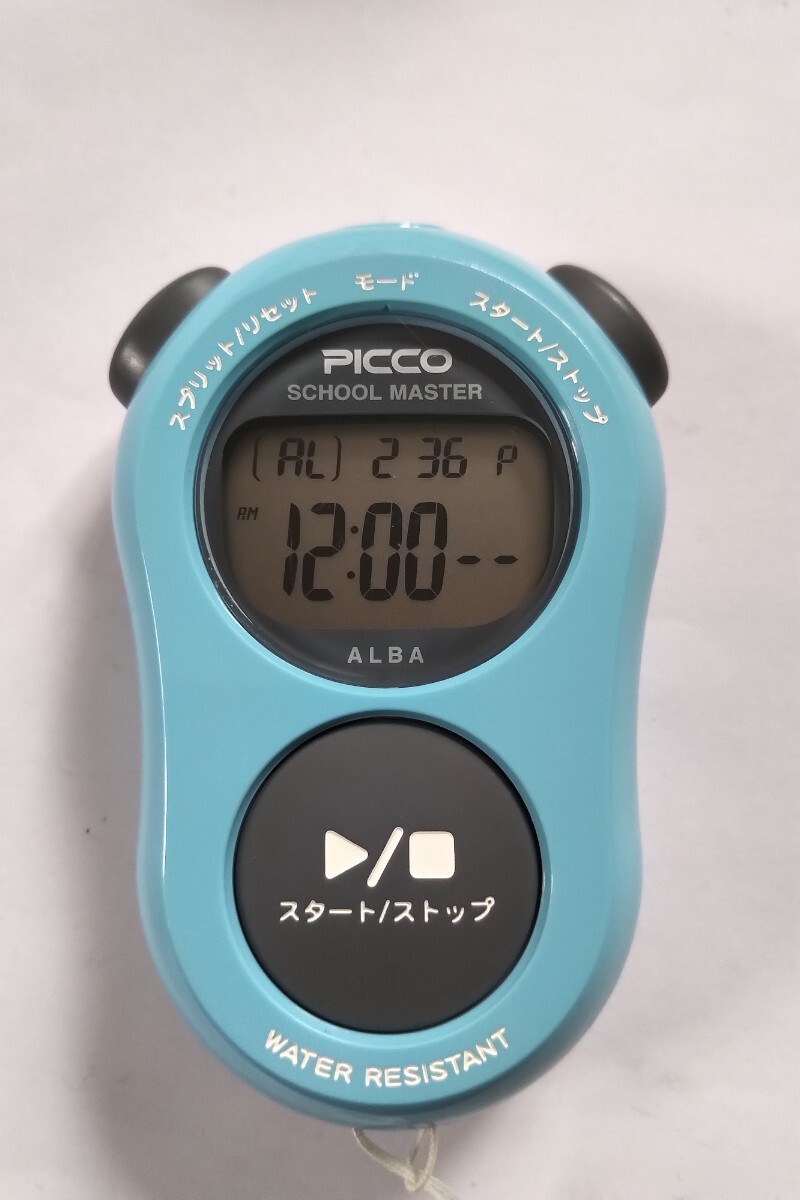 スプリット/リセット
モード
スタート/ストップ
PICCO
SCHOOL MASTER
(AL) 2 36 P
AM
12:00--
ALBA
スタート/ストップ
WATER RESISTANT